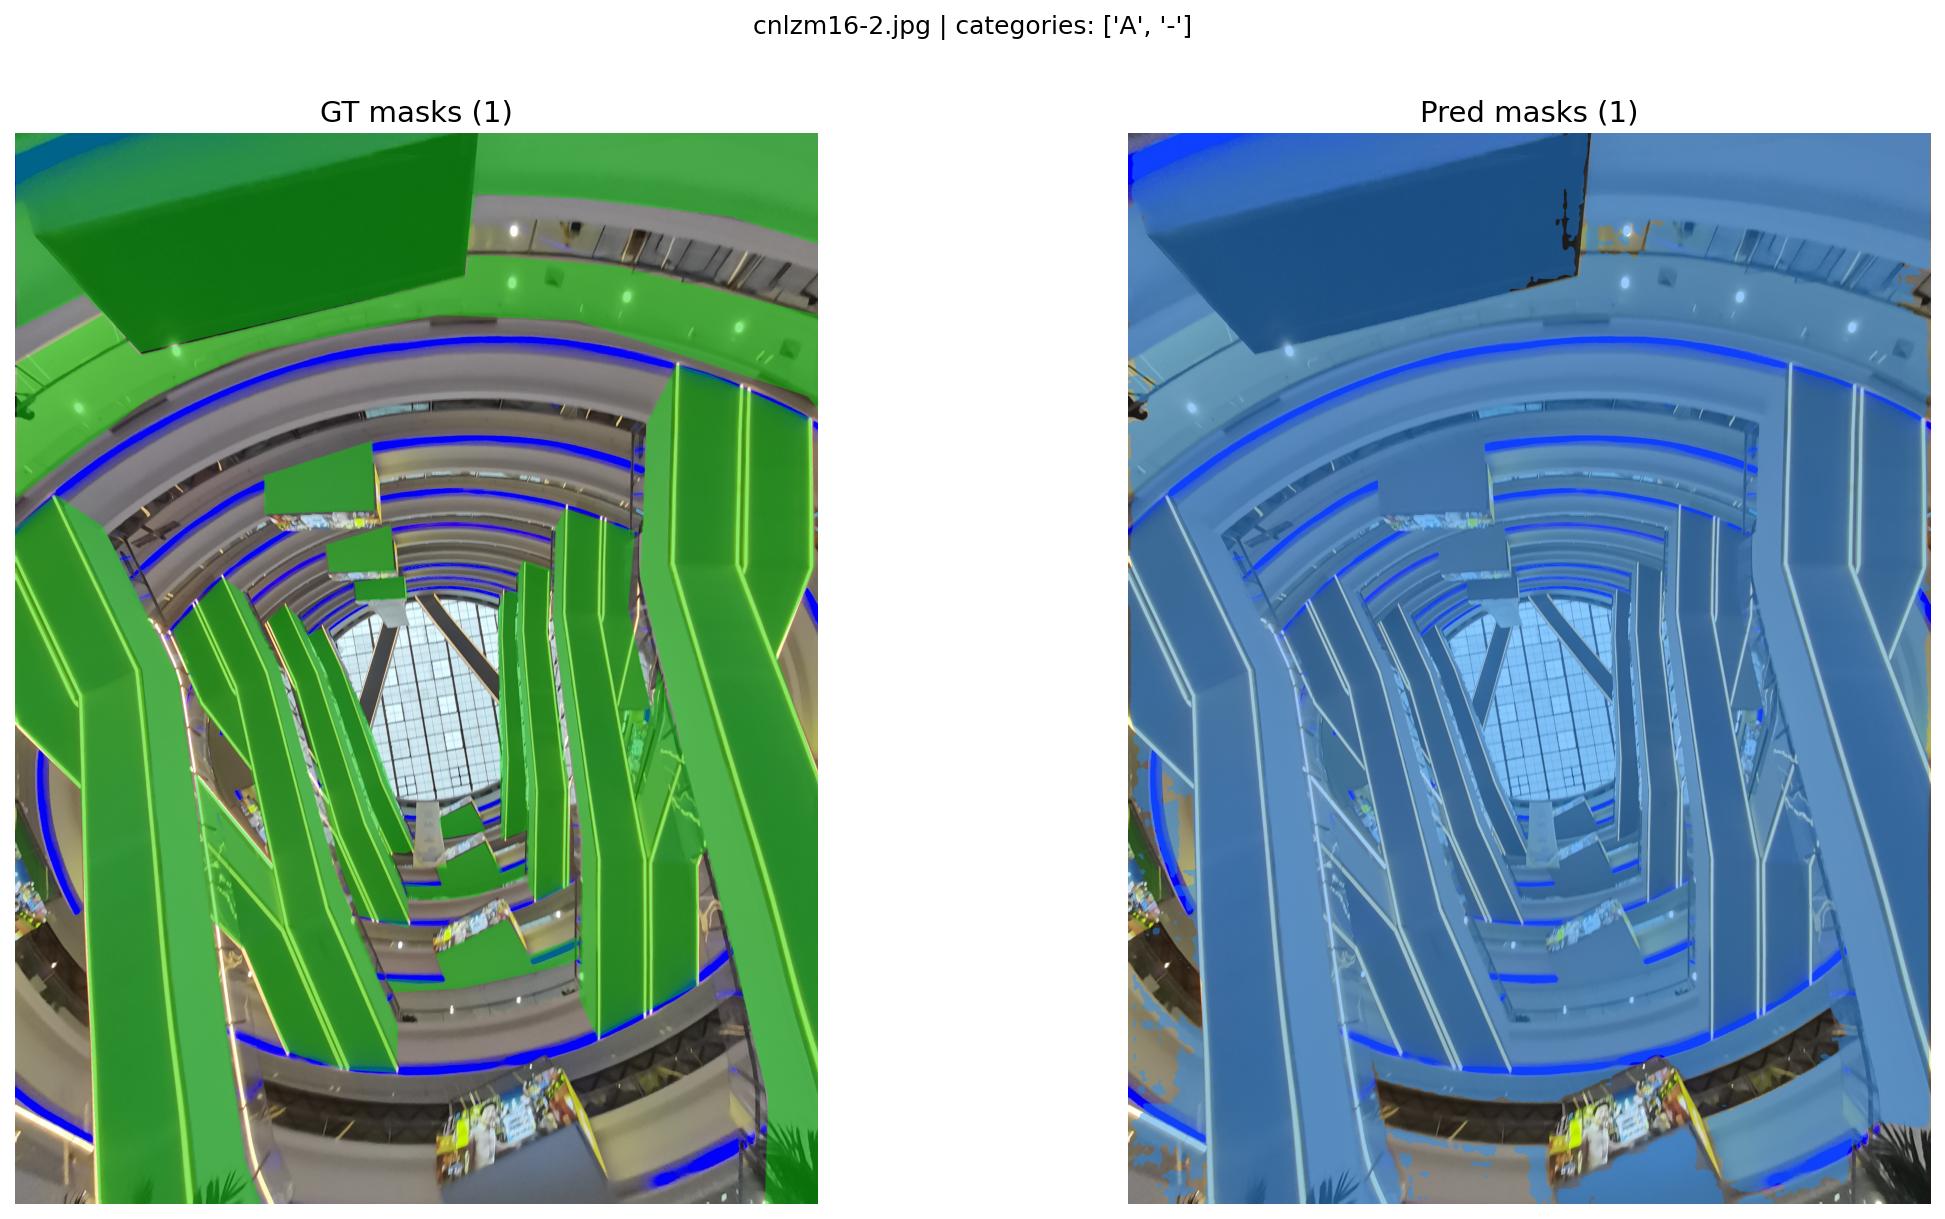 cnlzm16-2.jpg | categories: ['A', '-']
GT masks (1)
Pred masks (1)